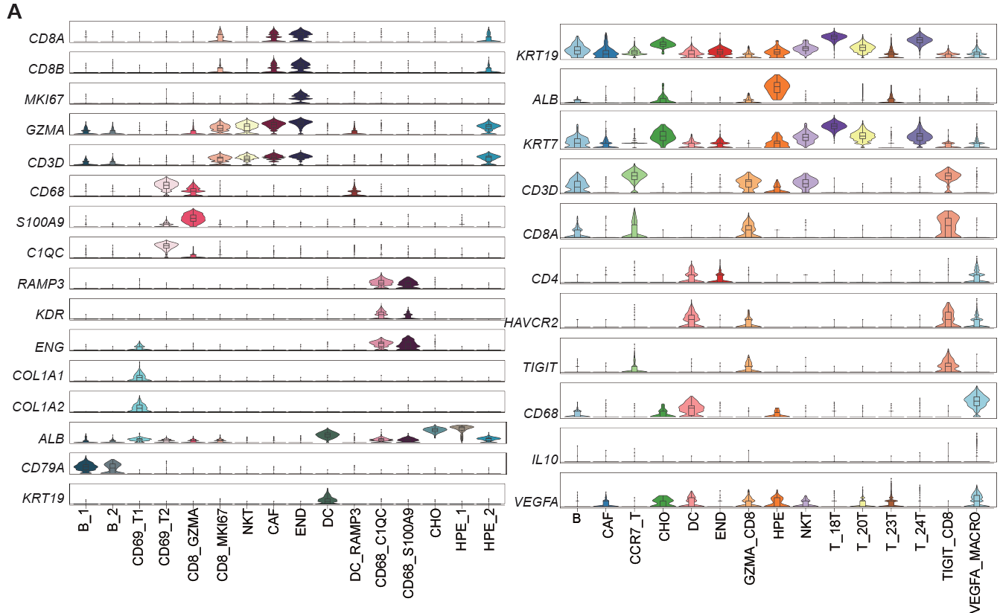 A
CD8A
CD8B
MKI67
GZMA
CD3D
CD68
S100A9
C1QC
RAMP3
KDR
ENG
COL1A1
COL1A2
ALB
CD79A
KRT19
B_1
B_2
CD69_T1
CD69_T2
CD8_GZMA
CD8_MKI67
NKT
CAF
END
DC
DC_RAMP3
CD68_C1QC
CD68_S100A9
CHO
HPE_1
HPE_2
KRT19
ALB
KRT7
CD3D
CD8A
CD4
HAVCR2
TIGIT
CD68
IL10
VEGFA
B
CAF
CCR7_T
CHO
DC
END
GZMA_CD8
HPE
NKT
T_18T
T_20T
T_23T
T_24T
TIGIT_CD8
VEGFA_MACRO